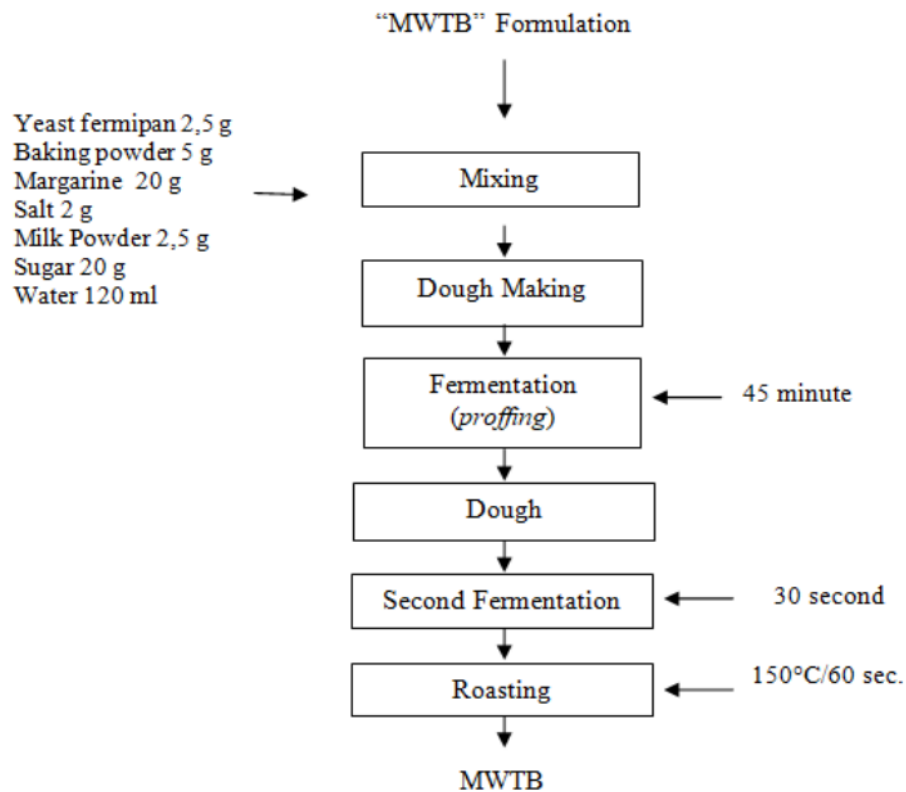 “MWTB” Formulation
Yeast fermipan 2,5 g
Baking powder 5 g
Margarine 20 g
Salt 2 g
Milk Powder 2,5 g
Sugar 20 g
Water 120 ml
Mixing
Dough Making
Fermentation
(proffing)
45 minute
Dough
Second Fermentation
30 second
Roasting
150°C/60 sec.
MWTB